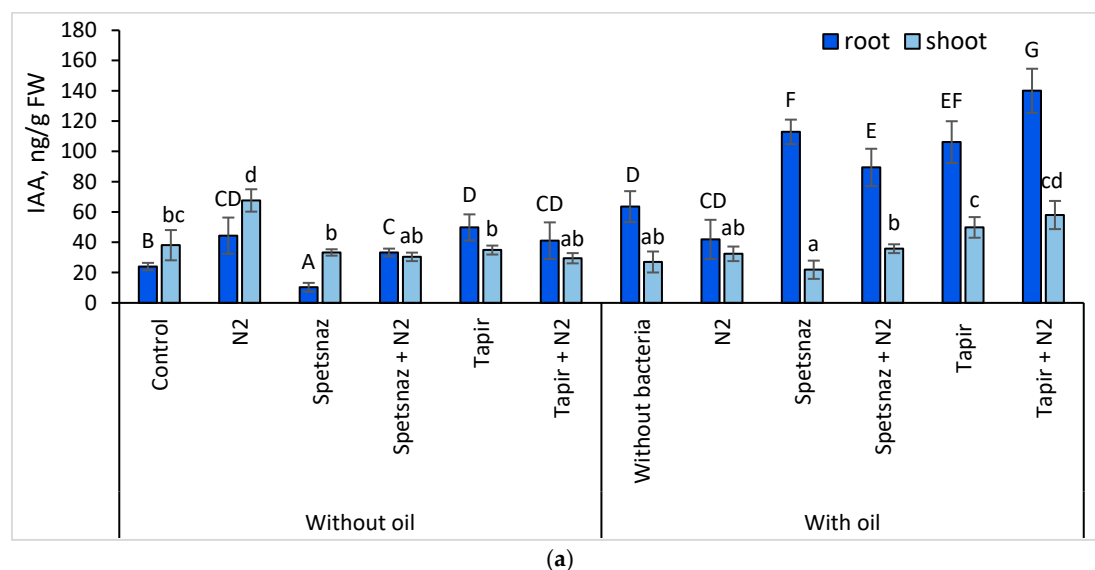 180
160
140
120
100
80
60
40
20
0
IAA, ng/g FW
root shoot
B bc CD d A b C ab D b CD ab D ab CD ab F a E b EF c G cd
Control N2 Spetsnaz Spetsnaz + N2 Tapir Tapir + N2 Without bacteria N2 Spetsnaz Spetsnaz + N2 Tapir Tapir + N2
Without oil With oil
(a)